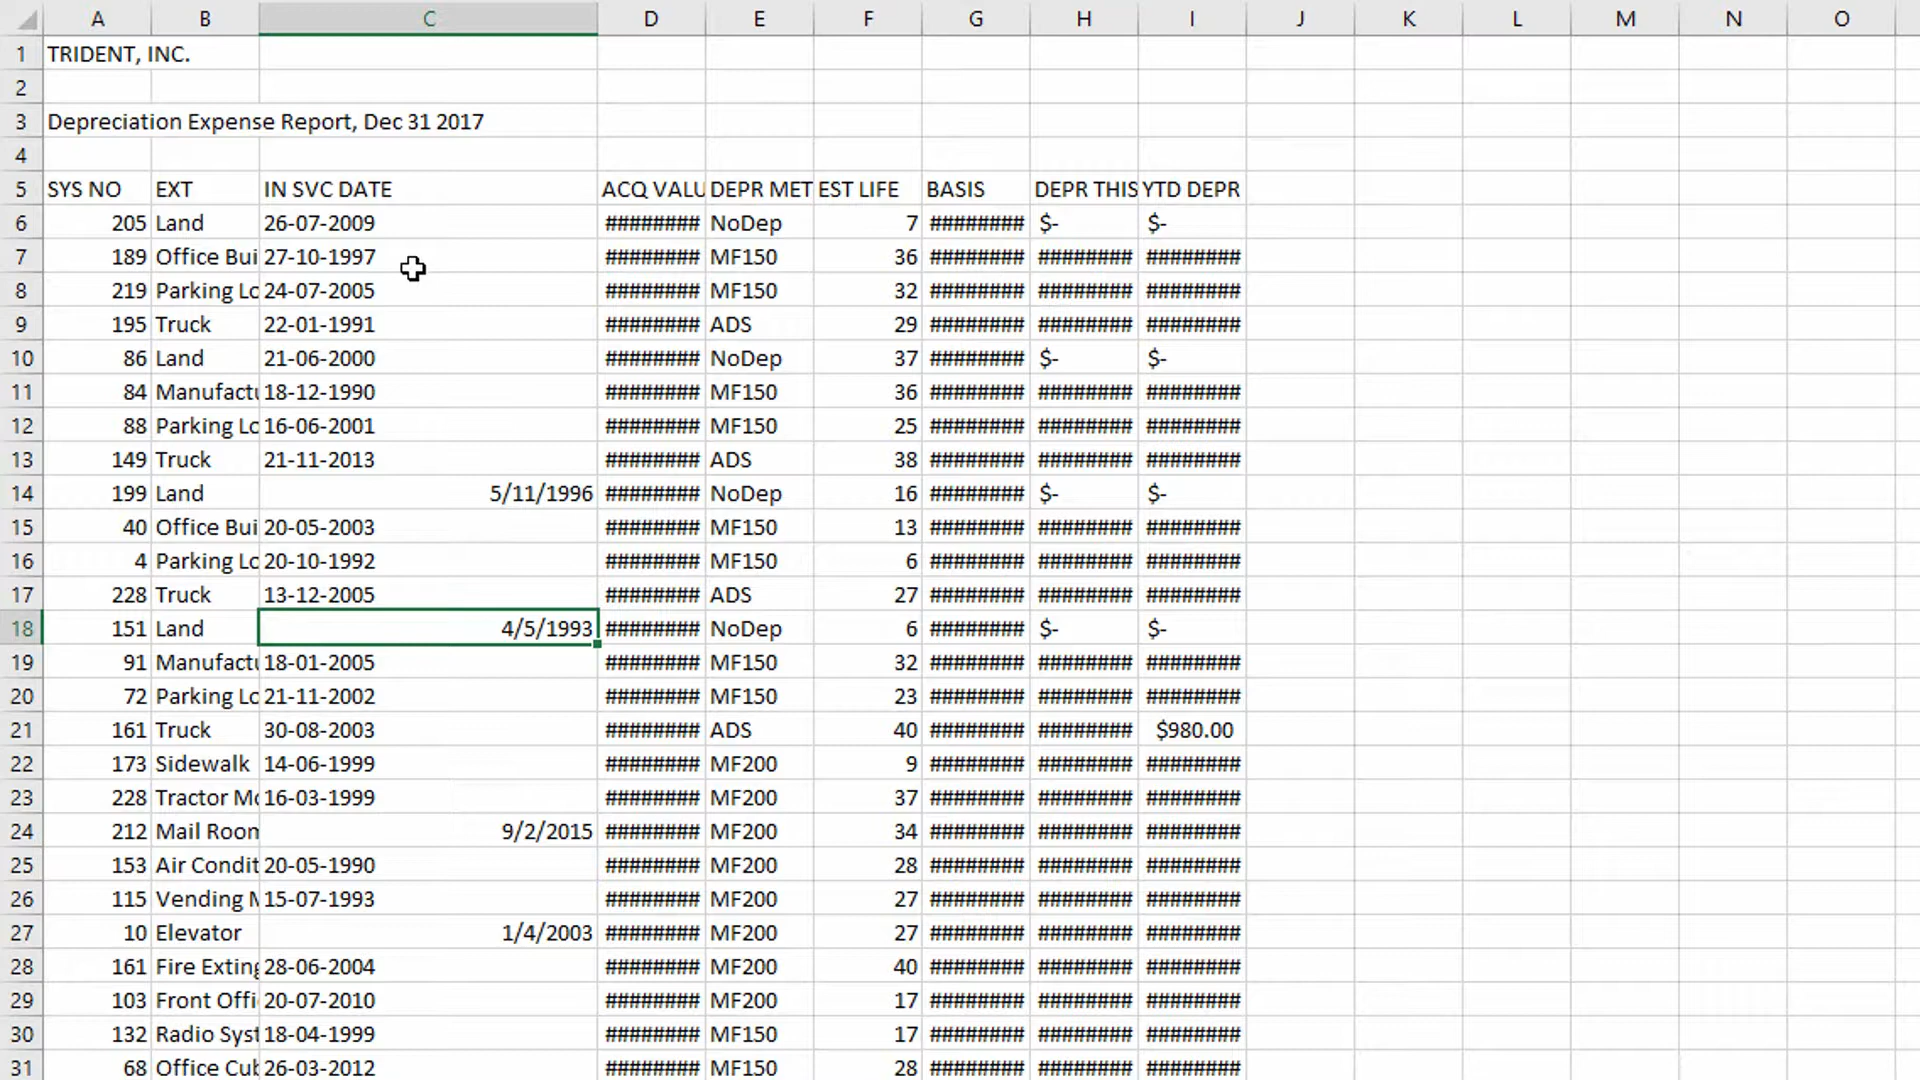 A B C D E F G H I J K L M N O
1 TRIDENT, INC.
2
3 Depreciation Expense Report, Dec 31 2017
4
5 SYS NO EXT IN SVC DATE ACQ VALU DEPR MET EST LIFE BASIS DEPR THIS YTD DEPR
6 205 Land 26-07-2009 ######## NoDep 7 ######## $- $-
7 189 Office Bui 27-10-1997 ######## MF150 36 ######## ######## ########
8 219 Parking Lo 24-07-2005 ######## MF150 32 ######## ######## ########
9 195 Truck 22-01-1991 ######## ADS 29 ######## ######## ########
10 86 Land 21-06-2000 ######## NoDep 37 ######## $- $-
11 84 Manufactu 18-12-1990 ######## MF150 36 ######## ######## ########
12 88 Parking Lo 16-06-2001 ######## MF150 25 ######## ######## ########
13 149 Truck 21-11-2013 ######## ADS 38 ######## ######## ########
14 199 Land 5/11/1996 ######## NoDep 16 ######## $- $-
15 40 Office Bui 20-05-2003 ######## MF150 13 ######## ######## ########
16 4 Parking Lo 20-10-1992 ######## MF150 6 ######## ######## ########
17 228 Truck 13-12-2005 ######## ADS 27 ######## ######## ########
18 151 Land 4/5/1993 ######## NoDep 6 ######## $- $-
19 91 Manufactu 18-01-2005 ######## MF150 32 ######## ######## ########
20 72 Parking Lo 21-11-2002 ######## MF150 23 ######## ######## ########
21 161 Truck 30-08-2003 ######## ADS 40 ######## ######## $980.00
22 173 Sidewalk 14-06-1999 ######## MF200 9 ######## ######## ########
23 228 Tractor Mo 16-03-1999 ######## MF200 37 ######## ######## ########
24 212 Mail Room 9/2/2015 ######## MF200 34 ######## ######## ########
25 153 Air Condit 20-05-1990 ######## MF200 28 ######## ######## ########
26 115 Vending M 15-07-1993 ######## MF200 27 ######## ######## ########
27 10 Elevator 1/4/2003 ######## MF200 27 ######## ######## ########
28 161 Fire Exting 28-06-2004 ######## MF200 40 ######## ######## ########
29 103 Front Offi 20-07-2010 ######## MF200 17 ######## ######## ########
30 132 Radio Syst 18-04-1999 ######## MF150 17 ######## ######## ########
31 68 Office Cub 26-03-2012 ######## MF150 28 ######## ######## ########